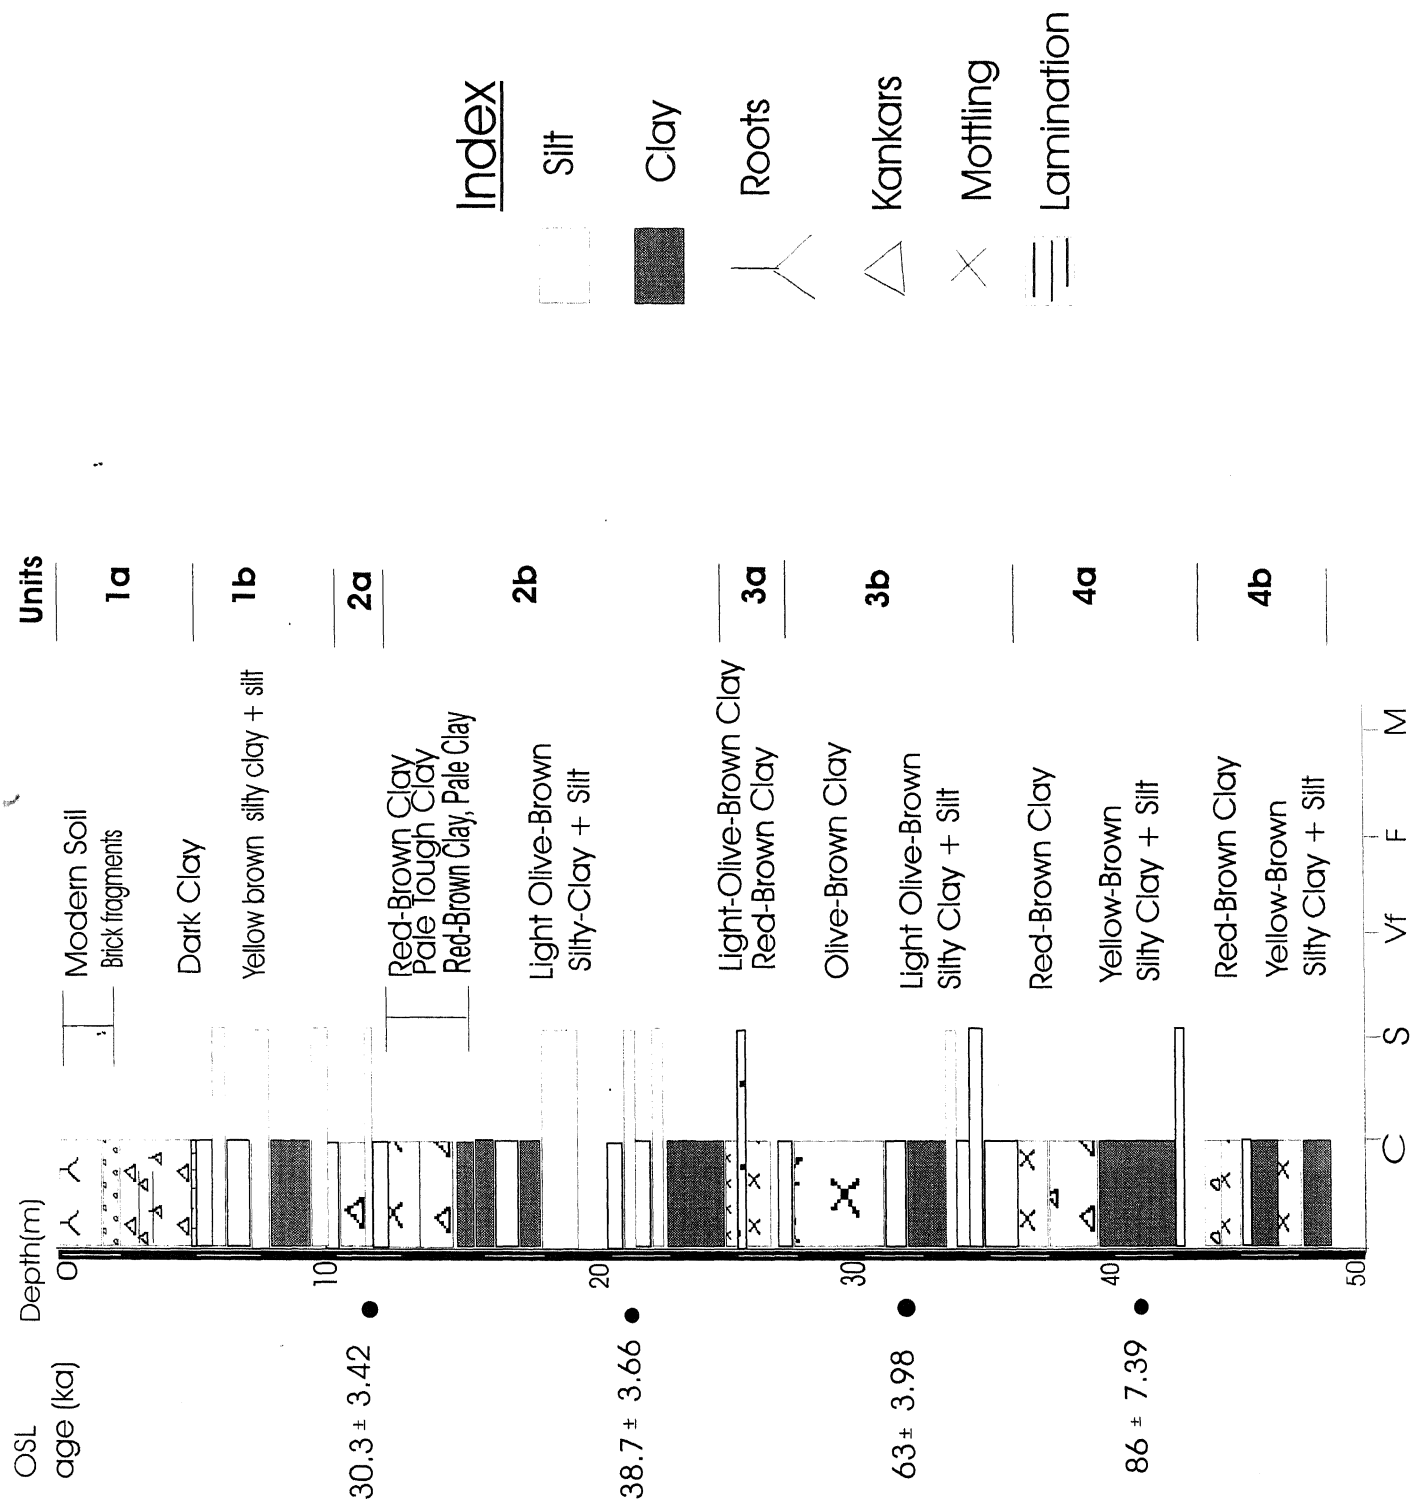 OSL
age (ka)
Depth(m)
Units
0
Modern Soil
Brick fragments
1a
Dark Clay
Yellow brown silty clay + silt
1b
10
30.3 ± 3.42
2a
Red-Brown Clay
Pale Tough Clay
Red-Brown Clay, Pale Clay
Light Olive-Brown
Silty-Clay + Silt
2b
20
38.7 ± 3.66
Light-Olive-Brown Clay
Red-Brown Clay
3a
Olive-Brown Clay
30
3b
63± 3.98
Light Olive-Brown
Silty Clay + Silt
Red-Brown Clay
4a
40
86 ± 7.39
Yellow-Brown
Silty Clay + Silt
Red-Brown Clay
4b
Yellow-Brown
Silty Clay + Silt
50
C S Vf F M
Index
Silt
Clay
Roots
Kankars
Mottling
Lamination